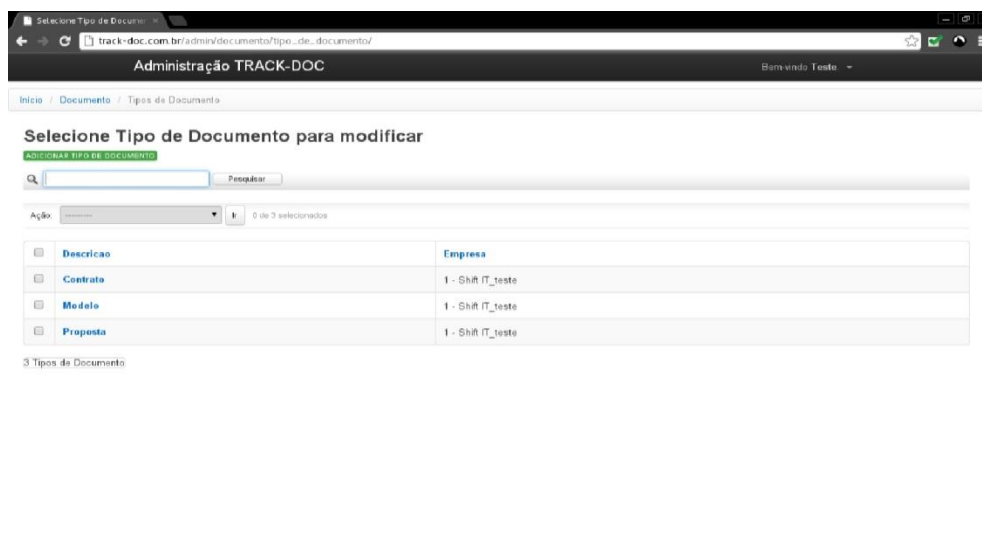 Selecione Tipo de Documen
track-doc.com.br/admin/documento/tipo_de_documento/
Administração TRACK-DOC
Bem-vindo Teste
Início / Documento / Tipos de Documento
Selecione Tipo de Documento para modificar
ADICIONAR TIPO DE DOCUMENTO
Pesquisar
Ação: --------- Ir 0 de 3 selecionados
Descricao Empresa
Contrato 1 - Shift IT_teste
Modelo 1 - Shift IT_teste
Proposta 1 - Shift IT_teste
3 Tipos de Documento